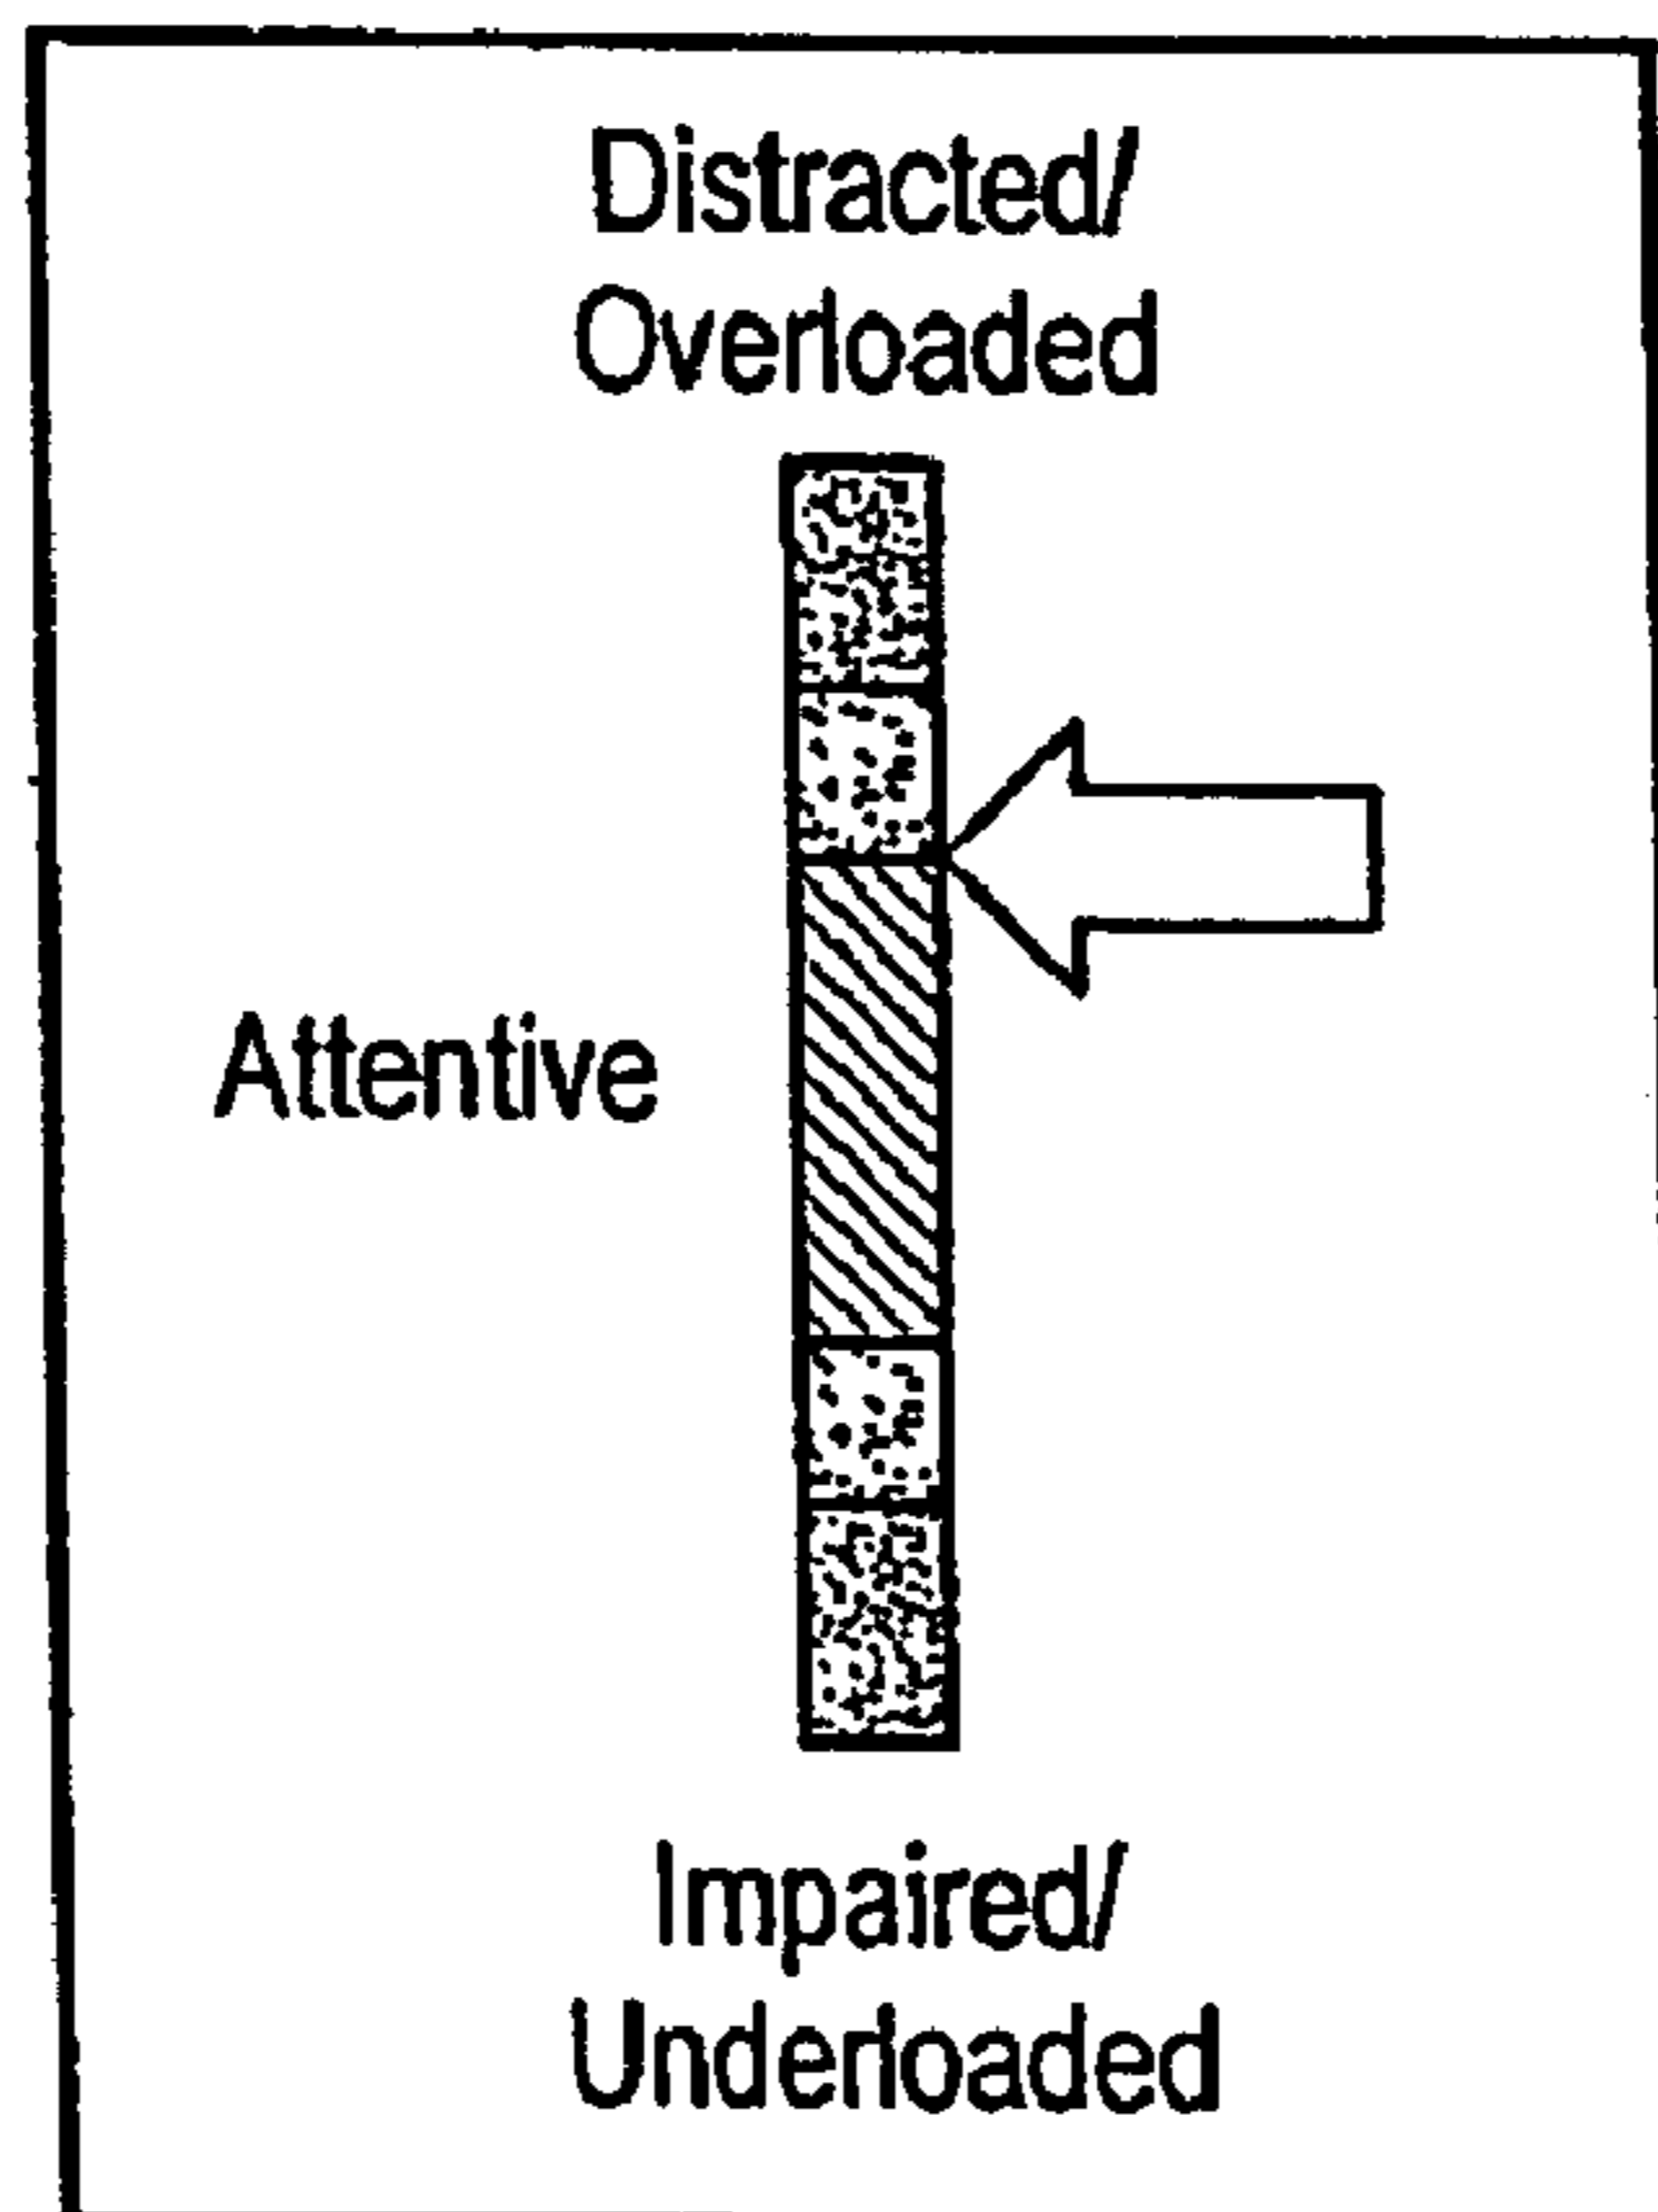 Distracted/
Overloaded
Attentive
Impaired/
Underloaded